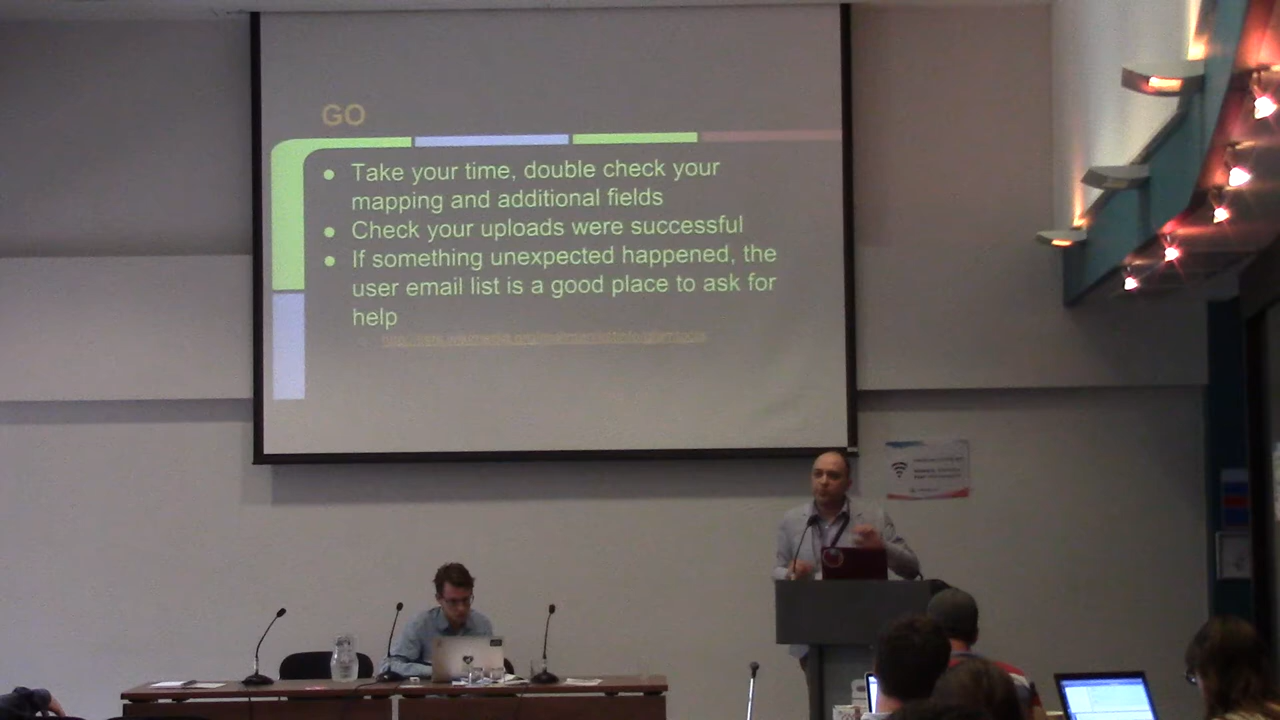 GO
● Take your time, double check your
mapping and additional fields
● Check your uploads were successful
● If something unexpected happened, the
user email list is a good place to ask for
help